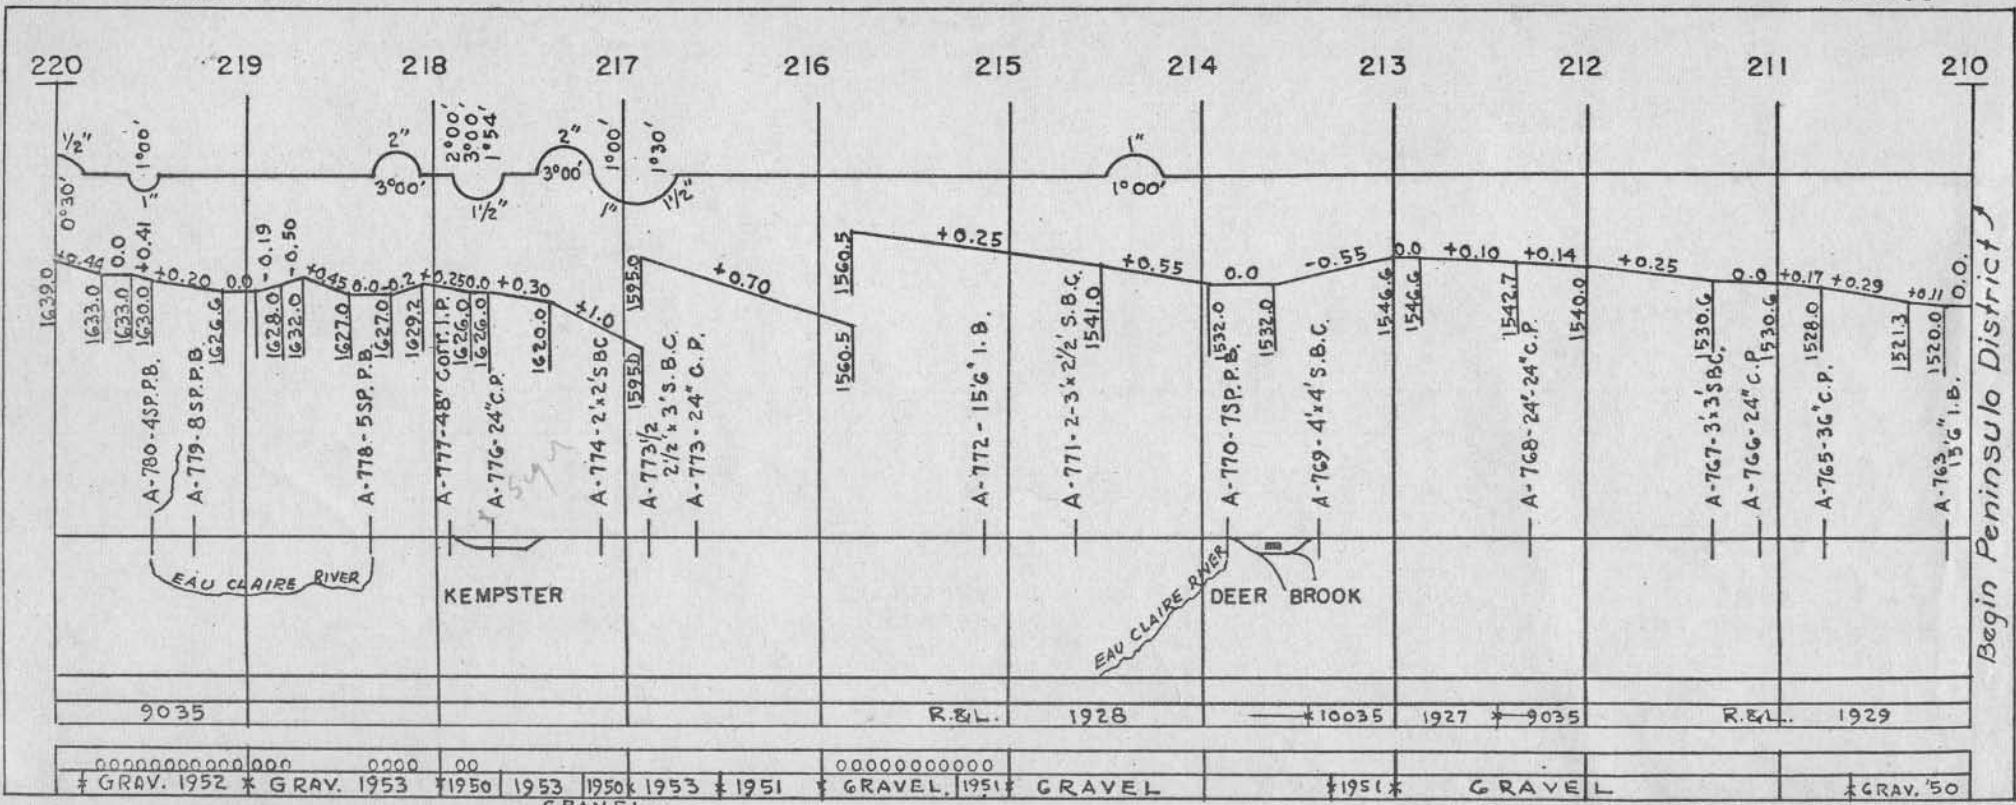 220 219 218 217 216 215 214 213 212 211 210
1/2" 1°00' 1" 0°30'
2" 3°00'
2°00' 3°00' 1°54' 1 1/2"
2" 3°00' 1°00' 1" 1°30' 1 1/2"
1" 1°00'
+0.44 0.0 +0.41 +0.20 0.0 -0.19 -0.50 +0.45 0.0 -0.2 +0.25 0.0 +0.30 +1.0 +0.70 +0.25 +0.55 0.0 -0.55 0.0 +0.10 +0.14 +0.25 0.0 +0.17 +0.29 +0.11 0.0.
1639.0 1633.0 1633.0 1630.0 1626.6 1628.0 1632.0 1627.0 1627.0 1629.2 1626.0 1626.0 1620.0 1595.0 1595.0 1560.5 1560.5 1541.0 1532.0 1532.0 1546.6 1546.6 1542.7 1540.0 1530.6 1530.6 1528.0 1521.3 1520.0
A-780-4SP.P.B.
A-779-8SP.P.B.
A-778-5SP.P.B.
A-777-48" Corr.I.P.
A-776-24"C.P.
A-774-2'x2'SBC
A-773 1/2
2 1/2'x3'S.B.C.
A-773-24" C.P.
A-772-15'6" I.B.
A-771-2-3'x2 1/2' S.B.C.
A-770-7SP.P.B.
A-769-4'x4' S.B.C.
A-768-24"-24"C.P.
A-767-3'x3'SBC.
A-766-24" C.P.
A-765-36"C.P.
A-763
13'6" I.B.
Begin Peninsula District
EAU CLAIRE RIVER
KEMPSTER
EAU CLAIRE RIVER
DEER BROOK
9035 R.&L. 1928 10035 1927 9035 R.&L. 1929
000000000000000 0000 00 000000000000
GRAV. 1952 GRAV. 1953 1950 1953 1950 1953 1951 GRAVEL. 1951 GRAVEL 1951 GRAVEL GRAV. '50
GRAVEL